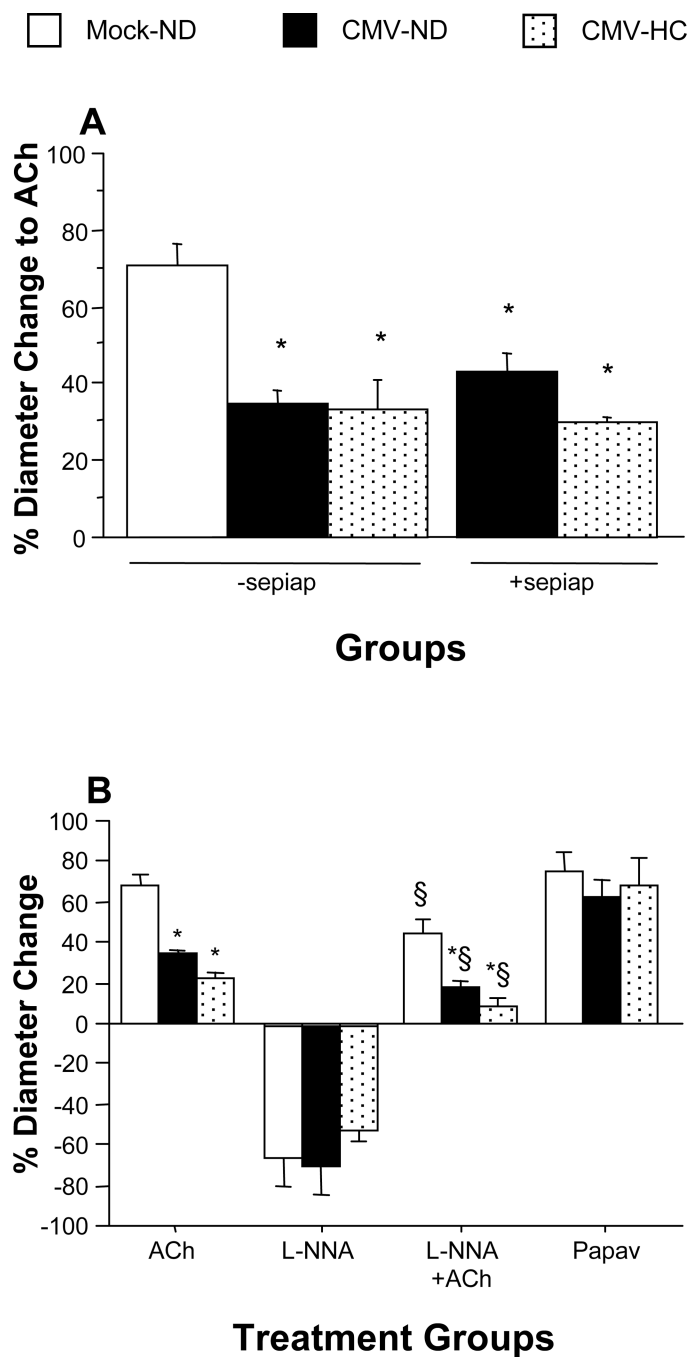 Mock-ND CMV-ND CMV-HC
A
% Diameter Change to ACh
100
80
60
40
20
0
* * * *
-sepiap +sepiap
Groups
B
% Diameter Change
100
80
60
40
20
0
-20
-40
-60
-80
-100
* * § *§ *§
ACh L-NNA L-NNA Papav
+ACh
Treatment Groups